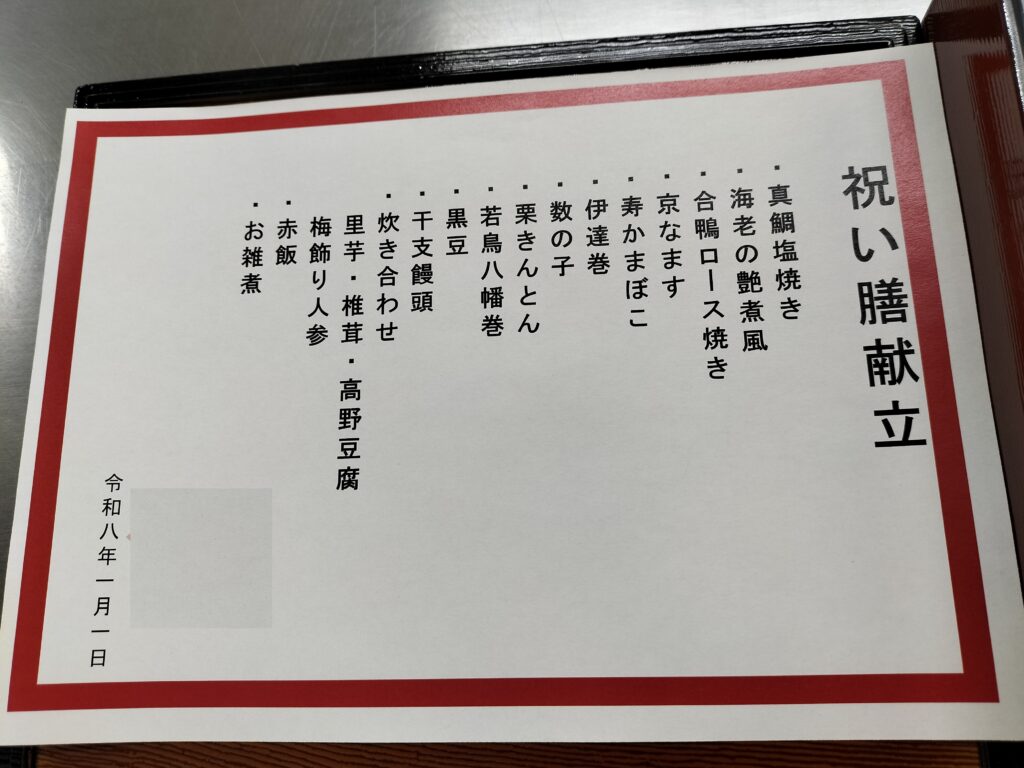 祝い膳献立
・真鯛塩焼き
・海老の艶煮風
・合鴨ロース焼き
・京なます
・寿かまぼこ
・伊達巻
・数の子
・栗きんとん
・若鳥八幡巻
・黒豆
・干支饅頭
・炊き合わせ
里芋・椎茸・高野豆腐
梅飾り人参
・赤飯
・お雑煮
令和八年一月一日